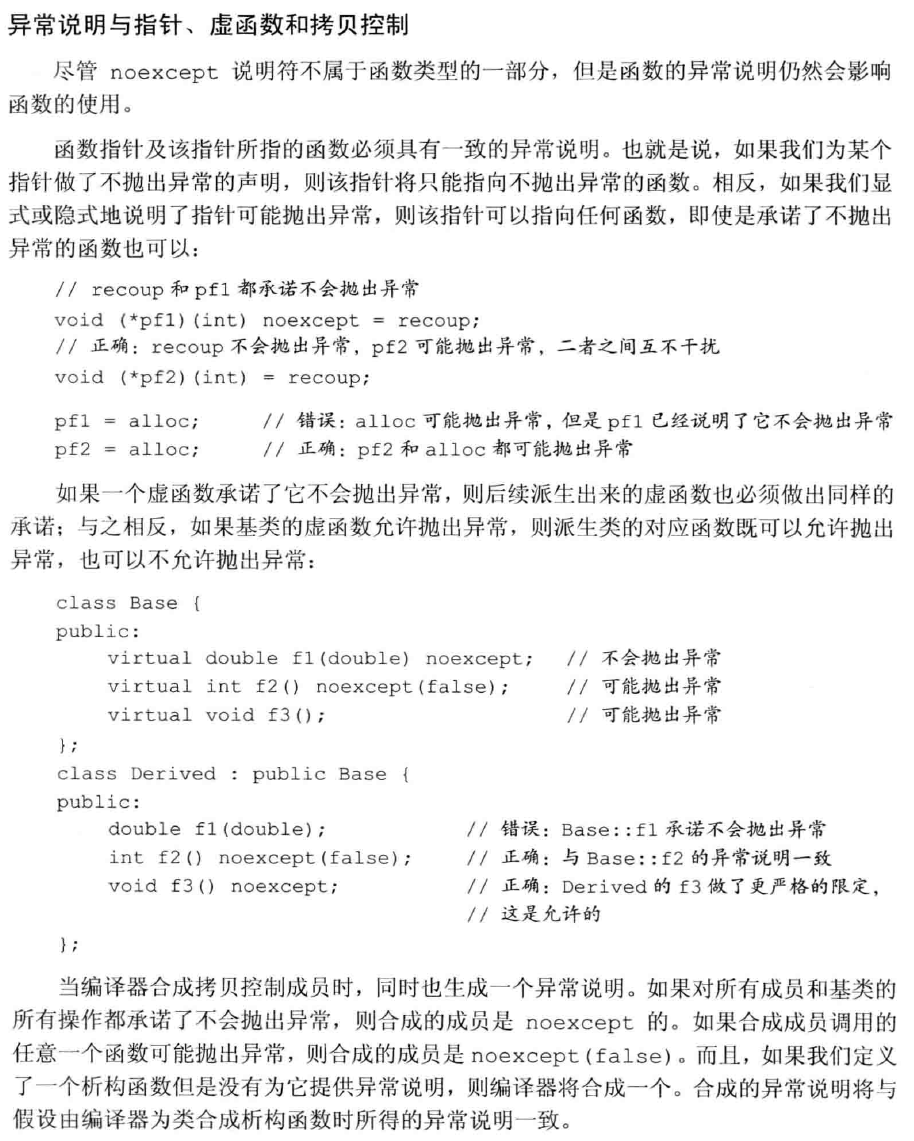 异常说明与指针、虚函数和拷贝控制
尽管 noexcept 说明符不属于函数类型的一部分，但是函数的异常说明仍然会影响
函数的使用。
函数指针及该指针所指的函数必须具有一致的异常说明。也就是说，如果我们为某个
指针做了不抛出异常的声明，则该指针将只能指向不抛出异常的函数。相反，如果我们显
式或隐式地说明了指针可能抛出异常，则该指针可以指向任何函数，即使是承诺了不抛出
异常的函数也可以：
// recoup 和 pf1 都承诺不会抛出异常
void (*pf1)(int) noexcept = recoup;
// 正确：recoup 不会抛出异常，pf2 可能抛出异常，二者之间互不干扰
void (*pf2)(int) = recoup;
pf1 = alloc; // 错误：alloc 可能抛出异常，但是 pf1 已经说明了它不会抛出异常
pf2 = alloc; // 正确：pf2 和 alloc 都可能抛出异常
如果一个虚函数承诺了它不会抛出异常，则后续派生出来的虚函数也必须做出同样的
承诺；与之相反，如果基类的虚函数允许抛出异常，则派生类的对应函数既可以允许抛出
异常，也可以不允许抛出异常：
class Base {
public:
virtual double f1(double) noexcept; // 不会抛出异常
virtual int f2() noexcept(false); // 可能抛出异常
virtual void f3(); // 可能抛出异常
};
class Derived : public Base {
public:
double f1(double); // 错误：Base::f1 承诺不会抛出异常
int f2() noexcept(false); // 正确：与 Base::f2 的异常说明一致
void f3() noexcept; // 正确：Derived 的 f3 做了更严格的限定，
// 这是允许的
};
当编译器合成拷贝控制成员时，同时也生成一个异常说明。如果对所有成员和基类的
所有操作都承诺了不会抛出异常，则合成的成员是 noexcept 的。如果合成成员调用的
任意一个函数可能抛出异常，则合成的成员是 noexcept(false)。而且，如果我们定义
了一个析构函数但是没有为它提供异常说明，则编译器将合成一个。合成的异常说明将与
假设由编译器为类合成析构函数时所得的异常说明一致。